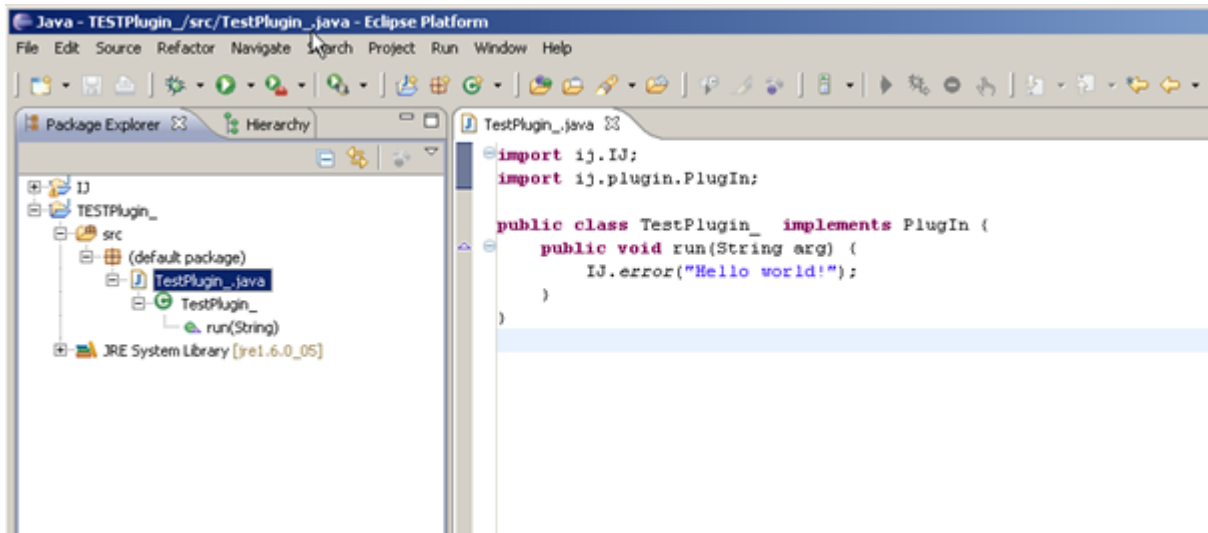 Java - TESTPlugin_/src/TestPlugin_.java - Eclipse Platform
File Edit Source Refactor Navigate Search Project Run Window Help
Package Explorer Hierarchy
IJ
TESTPlugin_
src
(default package)
TestPlugin_.java
TestPlugin_
run(String)
JRE System Library [jre1.6.0_05]
TestPlugin_.java
import ij.IJ;
import ij.plugin.PlugIn;
public class TestPlugin_  implements PlugIn {
public void run(String arg) {
IJ.error("Hello world!");
}
}